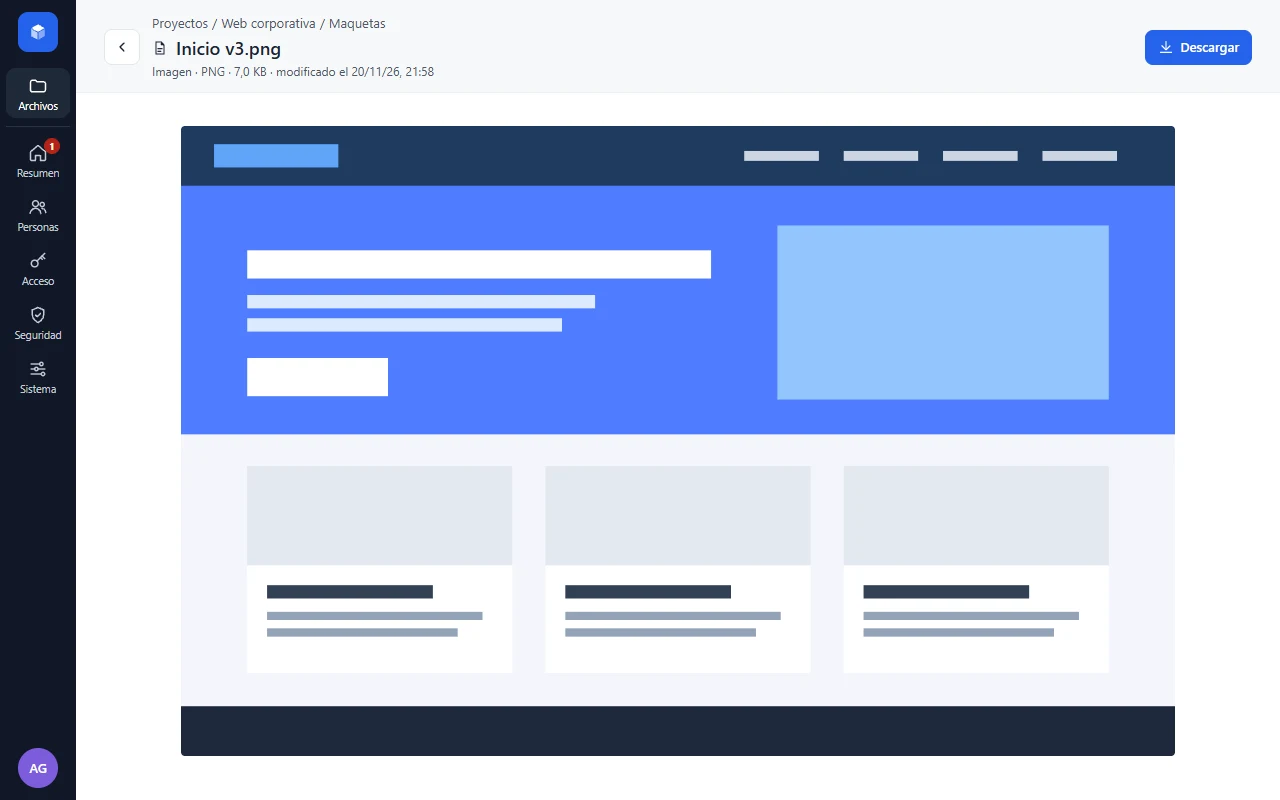 Archivos
1
Resumen
Personas
Acceso
Seguridad
Sistema
AG
Proyectos / Web corporativa / Maquetas
Inicio v3.png
Imagen · PNG · 7,0 KB · modificado el 20/11/26, 21:58
Descargar